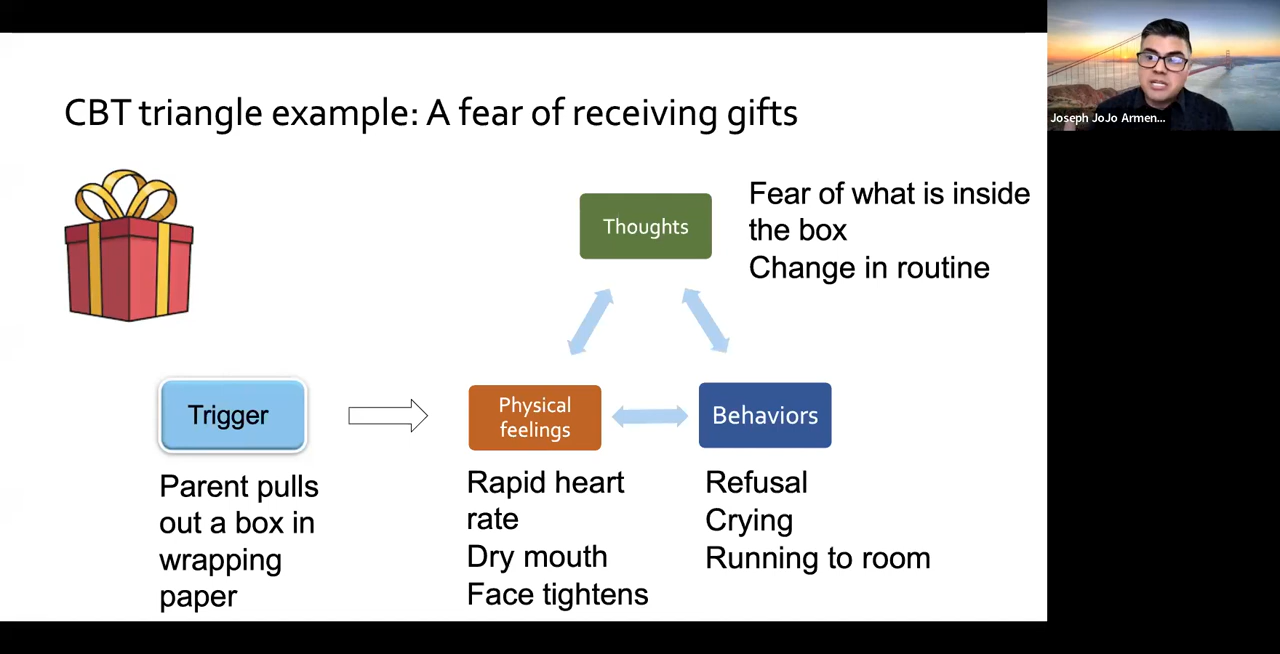 CBT triangle example: A fear of receiving gifts
Joseph JoJo Armen...
Thoughts
Fear of what is inside
the box
Change in routine
Trigger
Parent pulls
out a box in
wrapping
paper
Physical
feelings
Rapid heart
rate
Dry mouth
Face tightens
Behaviors
Refusal
Crying
Running to room